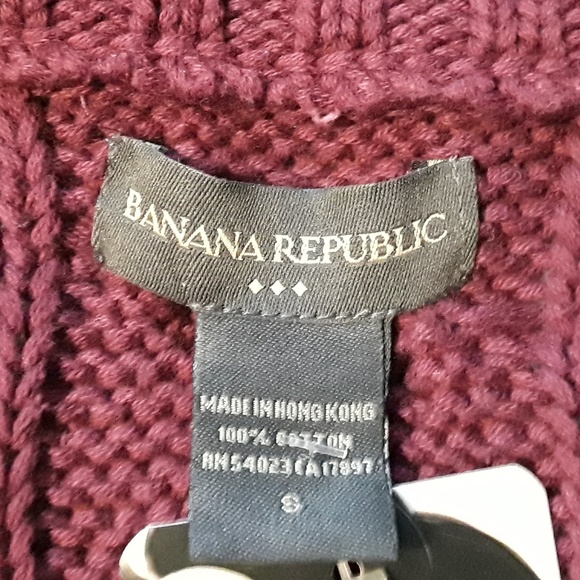 BANANA REPUBLIC
MADE IN HONG KONG
100% COTTON
RN 54023 CA 17897
S